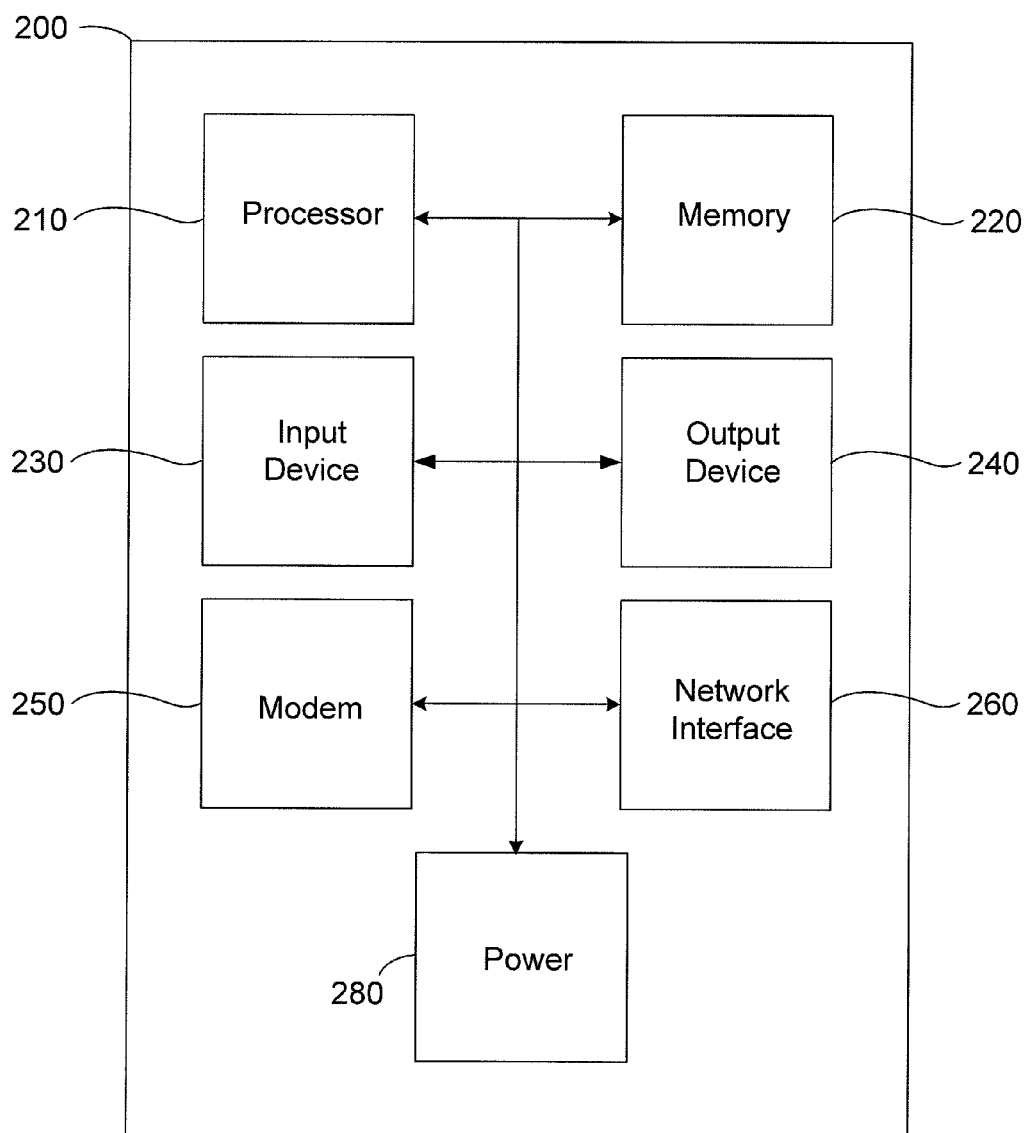 200
210
Processor
Memory
220
230
Input
Device
Output
Device
240
250
Modem
Network
Interface
260
280
Power